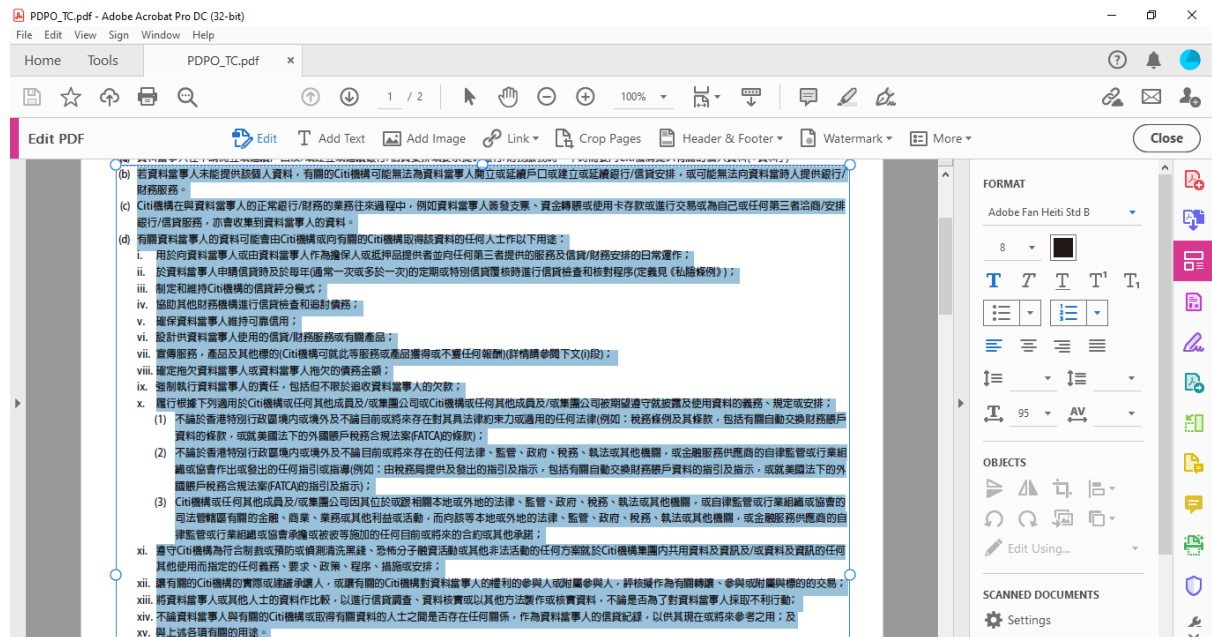 PDPO_TC.pdf - Adobe Acrobat Pro DC (32-bit)
File Edit View Sign Window Help
Home Tools PDPO_TC.pdf ×
1 / 2 100%
Edit PDF Edit Add Text Add Image Link Crop Pages Header & Footer Watermark More Close
(b) 若資料當事人未能提供該個人資料，有關的Citi機構可能無法為資料當事人開立或延續戶口或建立或延續銀行/信貸安排，或可能無法向資料當時人提供銀行/
財務服務。
(c) Citi機構在與資料當事人的正常銀行/財務的業務往來過程中，例如資料當事人簽發支票、資金轉賬或使用卡存款或進行交易或為自己或任何第三者洽商/安排
銀行/信貸服務，亦會收集到資料當事人的資料。
(d) 有關資料當事人的資料可能會由Citi機構或向有關的Citi機構取得該資料的任何人士作以下用途：
i. 用於向資料當事人或由資料當事人作為擔保人或抵押品提供者並向任何第三者提供的服務及信貸/財務安排的日常運作；
ii. 於資料當事人申請信貸時及於每年(通常一次或多於一次)的定期或特別信貸覆核時進行信貸檢查和核對程序(定義見《私隱條例》)；
iii. 制定和維持Citi機構的信貸評分模式；
iv. 協助其他財務機構進行信貸檢查和追討債務；
v. 確保資料當事人維持可靠信用；
vi. 設計供資料當事人使用的信貸/財務服務或有關產品；
vii. 宣傳服務，產品及其他標的(Citi機構可就此等服務或產品獲得或不獲任何報酬)(詳情請參閱下文(i)段)；
viii. 確定拖欠資料當事人或資料當事人拖欠的債務金額；
ix. 強制執行資料當事人的責任，包括但不限於追收資料當事人的欠款；
x. 履行根據下列適用於Citi機構或任何其他成員及/或集團公司或Citi機構或任何其他成員及/或集團公司被期望遵守就披露及使用資料的義務、規定或安排；
(1) 不論於香港特別行政區境內或境外及不論目前或將來存在對其具法律約束力或適用的任何法律(例如：稅務條例及其條款，包括有關自動交換財務賬戶
資料的條款，或就美國法下的外國賬戶稅務合規法案(FATCA)的條款)；
(2) 不論於香港特別行政區境內或境外及不論目前或將來存在的任何法律、監管、政府、稅務、執法或其他機關，或金融服務供應商的自律監管或行業組
織或協會作出或發出的任何指引或指導(例如：由稅務局提供及發出的指引及指示，包括有關自動交換財務賬戶資料的指引及指示，或就美國法下的外
國賬戶稅務合規法案(FATCA)的指引及指示)；
(3) Citi機構或任何其他成員及/或集團公司因其位於或跟相關本地或外地的法律、監管、政府、稅務、執法或其他機關，或自律監管或行業組織或協會的
司法管轄區有關的金融、商業、業務或其他利益或活動，而向該等本地或外地的法律、監管、政府、稅務、執法或其他機關，或金融服務供應商的自
律監管或行業組織或協會承擔或被彼等施加的任何目前或將來的合約或其他承諾；
xi. 遵守Citi機構為符合制裁或預防或偵測清洗黑錢、恐怖分子融資活動或其他非法活動的任何方案就於Citi機構集團內共用資料及資訊及/或資料及資訊的任何
其他使用而指定的任何義務、要求、政策、程序、措施或安排；
xii. 讓有關的Citi機構的實際或建議承讓人，或讓有關的Citi機構對資料當事人的權利的參與人或附屬參與人，評核擬作為有關轉讓、參與或附屬參與標的的交易；
xiii. 將資料當事人或其他人士的資料作比較，以進行信貸調查、資料核實或以其他方法製作或核實資料，不論是否為了對資料當事人採取不利行動；
xiv. 不論資料當事人與有關的Citi機構或取得有關資料的人士之間是否存在任何關係，作為資料當事人的信貸紀錄，以供其現在或將來參考之用；及
xv. 與上述各項有關的用途。
FORMAT
Adobe Fan Heiti Std B
8
T T T T¹ T₁
95 AV
OBJECTS
Edit Using...
SCANNED DOCUMENTS
Settings